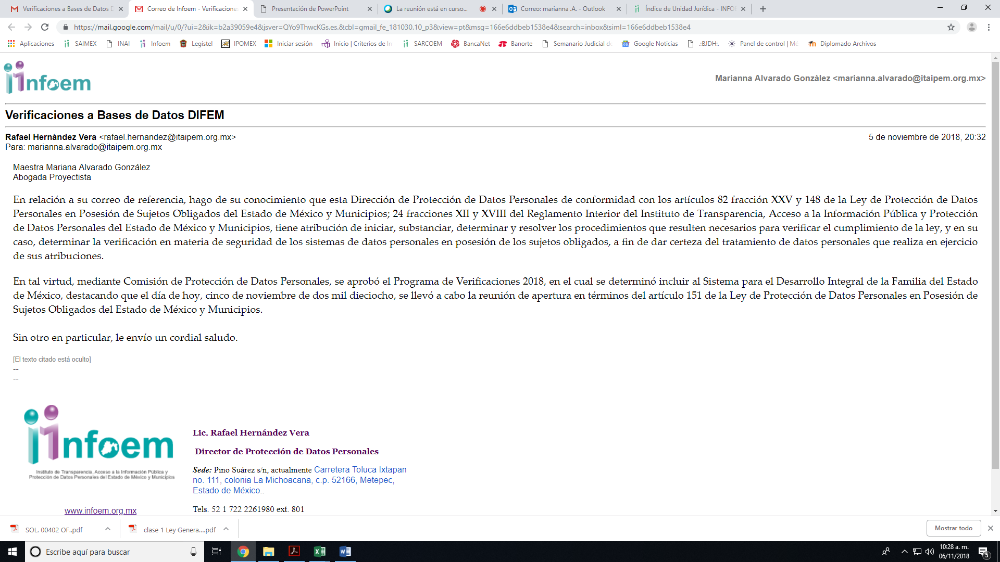 Verificaciones a Bases de Datos D
Correo de Infoem - Verificacione
Presentación de PowerPoint
La reunión está en curso...
Correo: marianna .A. - Outlook
Índice de Unidad Jurídica - INFO
https://mail.google.com/mail/u/0/?ui=2&ik=b2a39059e4&jsver=QYo9ThwcKGs.es.&cbl=gmail_fe_181030.10_p3&view=pt&msg=166e6ddbeb1538e4&search=inbox&siml=166e6ddbeb1538e4
Aplicaciones SAIMEX INAI Infoem Legistel IPOMEX Iniciar sesión Inicio | Criterios de In SARCOEM BancaNet Banorte Semanario Judicial de Google Noticias .:BJDH:. Panel de control | Mé Diplomado Archivos
infoem
Marianna Alvarado González <marianna.alvarado@itaipem.org.mx>
Verificaciones a Bases de Datos DIFEM
Rafael Hernández Vera <rafael.hernandez@itaipem.org.mx> 5 de noviembre de 2018, 20:32
Para: marianna.alvarado@itaipem.org.mx
Maestra Mariana Alvarado González
Abogada Proyectista
En relación a su correo de referencia, hago de su conocimiento que esta Dirección de Protección de Datos Personales de conformidad con los artículos 82 fracción XXV y 148 de la Ley de Protección de Datos
Personales en Posesión de Sujetos Obligados del Estado de México y Municipios; 24 fracciones XII y XVIII del Reglamento Interior del Instituto de Transparencia, Acceso a la Información Pública y Protección
de Datos Personales del Estado de México y Municipios, tiene atribución de iniciar, substanciar, determinar y resolver los procedimientos que resulten necesarios para verificar el cumplimiento de la ley, y en su
caso, determinar la verificación en materia de seguridad de los sistemas de datos personales en posesión de los sujetos obligados, a fin de dar certeza del tratamiento de datos personales que realiza en ejercicio
de sus atribuciones.
En tal virtud, mediante Comisión de Protección de Datos Personales, se aprobó el Programa de Verificaciones 2018, en el cual se determinó incluir al Sistema para el Desarrollo Integral de la Familia del Estado
de México, destacando que el día de hoy, cinco de noviembre de dos mil dieciocho, se llevó a cabo la reunión de apertura en términos del artículo 151 de la Ley de Protección de Datos Personales en Posesión de
Sujetos Obligados del Estado de México y Municipios.
Sin otro en particular, le envío un cordial saludo.
[El texto citado está oculto]
--
--
infoem
Instituto de Transparencia, Acceso a la Información Pública y
Protección de Datos Personales del Estado de México y Municipios
www.infoem.org.mx
Lic. Rafael Hernández Vera
Director de Protección de Datos Personales
Sede: Pino Suárez s/n, actualmente Carretera Toluca Ixtapan
no. 111, colonia La Michoacana, c.p. 52166, Metepec,
Estado de México..
Tels. 52 1 722 2261980 ext. 801
SOL. 00402 OF..pdf
clase 1 Ley Genera....pdf
Mostrar todo
Escribe aquí para buscar
10:28 a. m.
06/11/2018
5